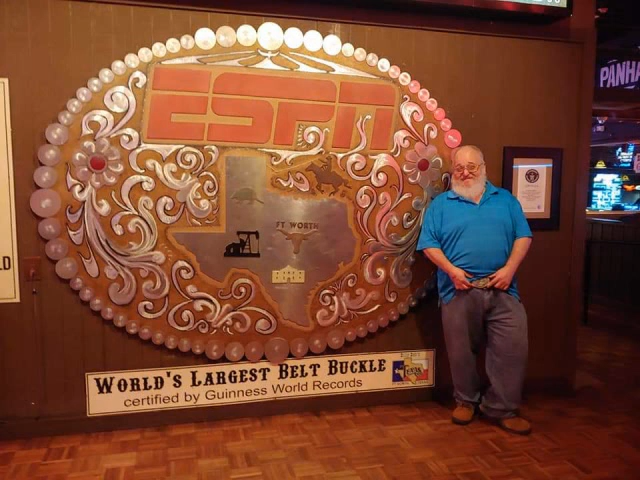 PANHA
ESPN
FT WORTH
D
WORLD'S LARGEST BELT BUCKLE
certified by Guinness World Records